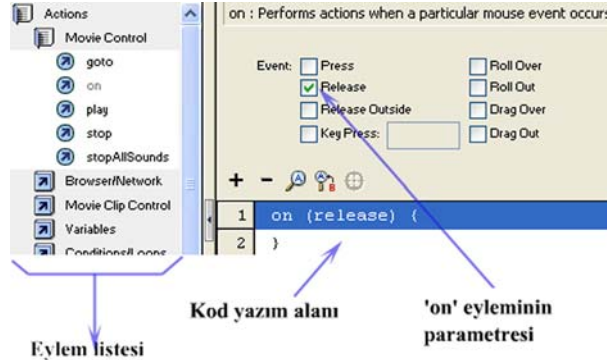 Actions
Movie Control
goto
on
play
stop
stopAllSounds
Browser/Network
Movie Clip Control
Variables
Conditions/Loops
on : Performs actions when a particular mouse event occurs
Event: Press Roll Over
Release Roll Out
Release Outside Drag Over
Key Press: Drag Out
1 on (release) {
2 }
Kod yazım alanı
'on' eyleminin
parametresi
Eylem listesi